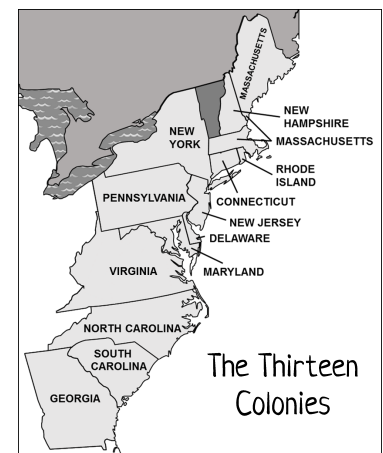 MASSACHUSETTS
NEW
HAMPSHIRE
MASSACHUSETTS
NEW
YORK
RHODE
ISLAND
CONNECTICUT
PENNSYLVANIA
NEW JERSEY
DELAWARE
MARYLAND
VIRGINIA
NORTH CAROLINA
SOUTH
CAROLINA
GEORGIA
The Thirteen
Colonies